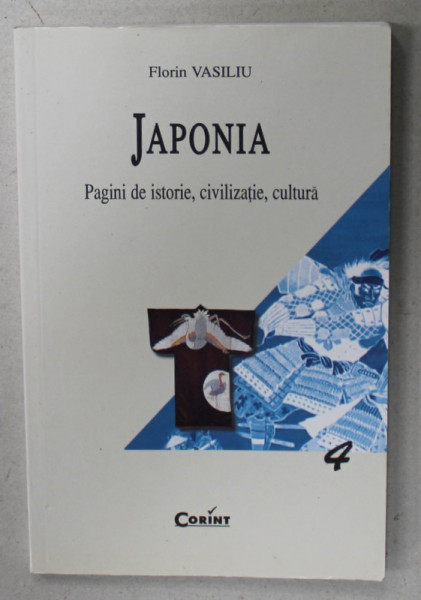 Florin VASILIU
JAPONIA
Pagini de istorie, civilizație, cultură
4
CORINT